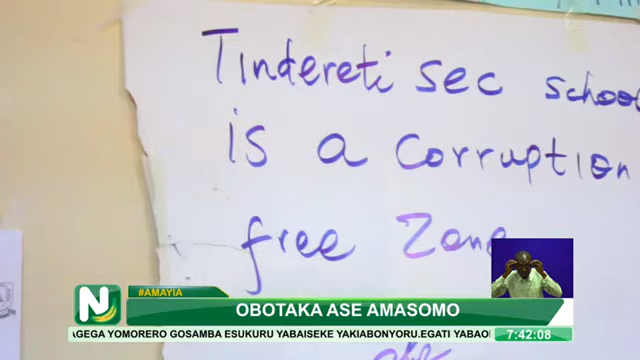 Tindereti sec school
is a corruption
free zone
#AMAYIA
N
OBOTAKA ASE AMASOMO
AGEGA YOMORERO GOSAMBA ESUKURU YABAISEKE YAKIABONYORU.EGATI YABAO
7:42:08